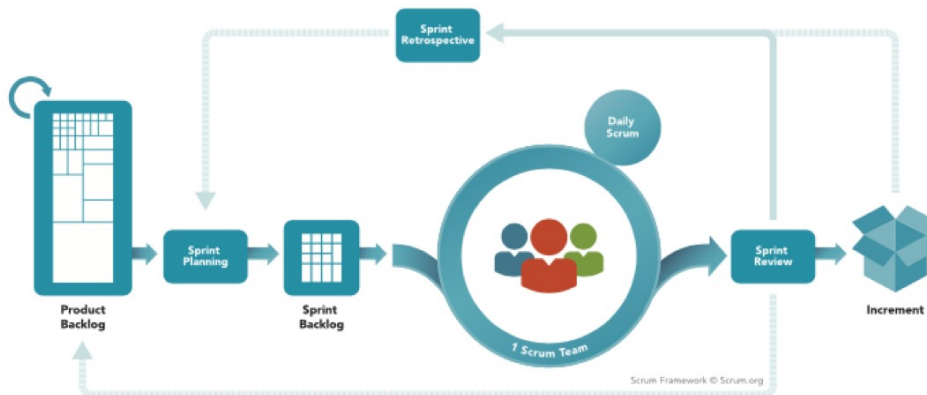 Sprint
Retrospective
Daily
Scrum
Sprint
Planning
Sprint
Review
Product
Backlog
Sprint
Backlog
Increment
1 Scrum Team
Scrum Framework © Scrum.org